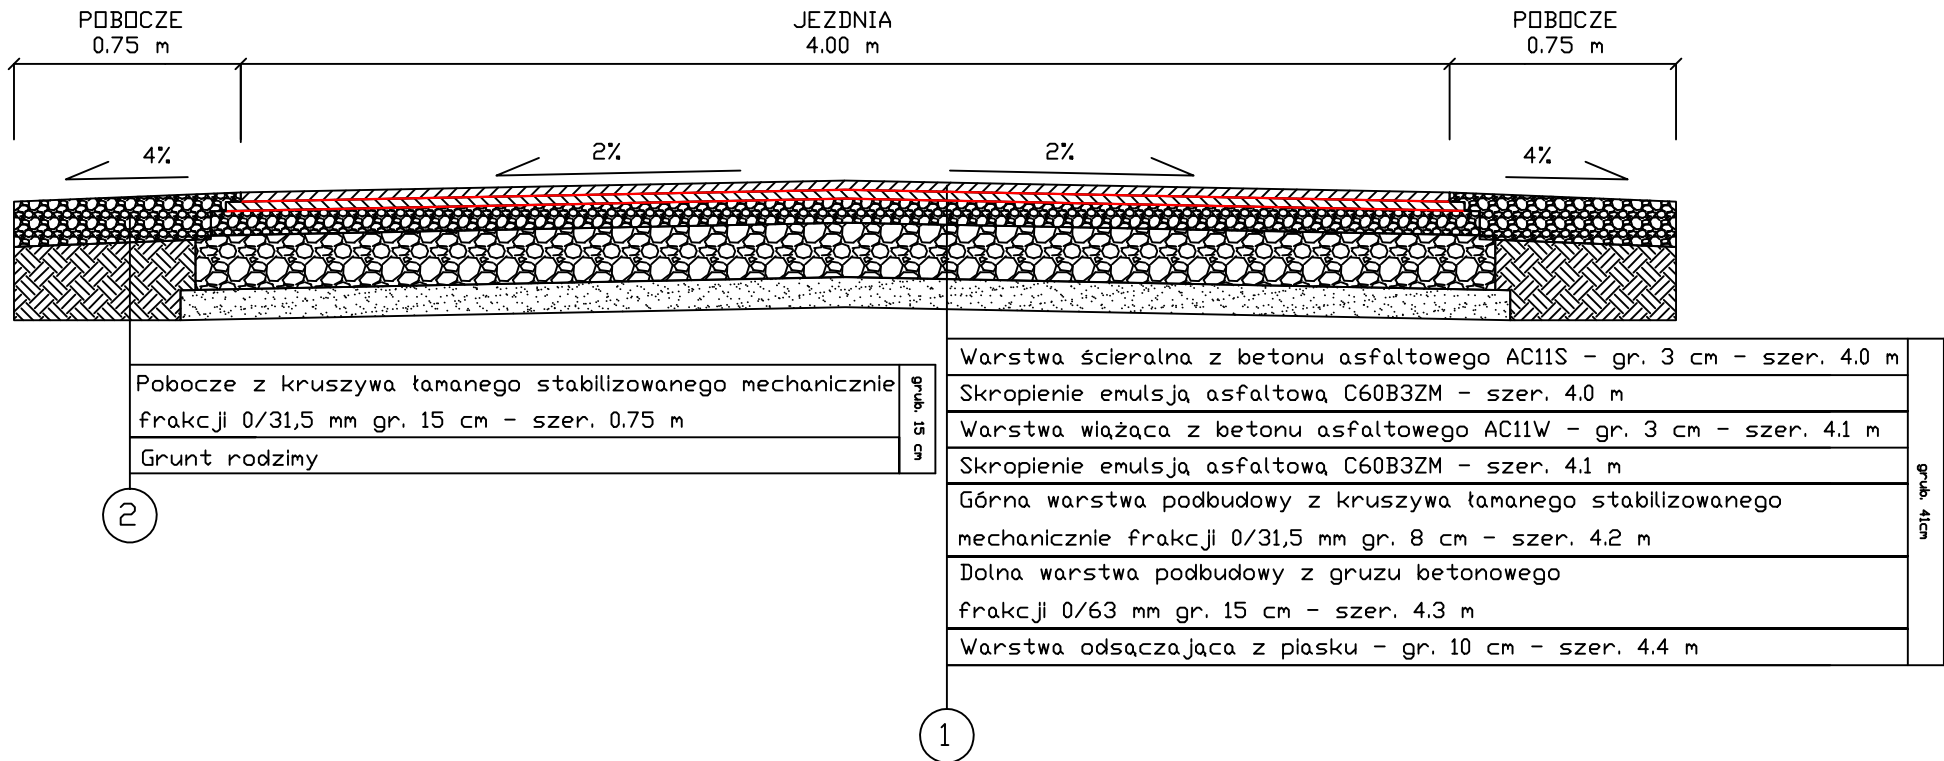 POBOCZE
0.75 m
JEZDNIA
4.00 m
POBOCZE
0.75 m
4%
2%
2%
4%
Pobocze z kruszywa łamanego stabilizowanego mechanicznie
frakcji 0/31,5 mm gr. 15 cm - szer. 0.75 m
Grunt rodzimy
grub. 15 cm
2
Warstwa ścieralna z betonu asfaltowego AC11S - gr. 3 cm - szer. 4.0 m
Skropienie emulsją asfaltową C60B3ZM - szer. 4.0 m
Warstwa wiążąca z betonu asfaltowego AC11W - gr. 3 cm - szer. 4.1 m
Skropienie emulsją asfaltową C60B3ZM - szer. 4.1 m
Górna warstwa podbudowy z kruszywa łamanego stabilizowanego
mechanicznie frakcji 0/31,5 mm gr. 8 cm - szer. 4.2 m
Dolna warstwa podbudowy z gruzu betonowego
frakcji 0/63 mm gr. 15 cm - szer. 4.3 m
Warstwa odsączająca z piasku - gr. 10 cm - szer. 4.4 m
grub. 41cm
1